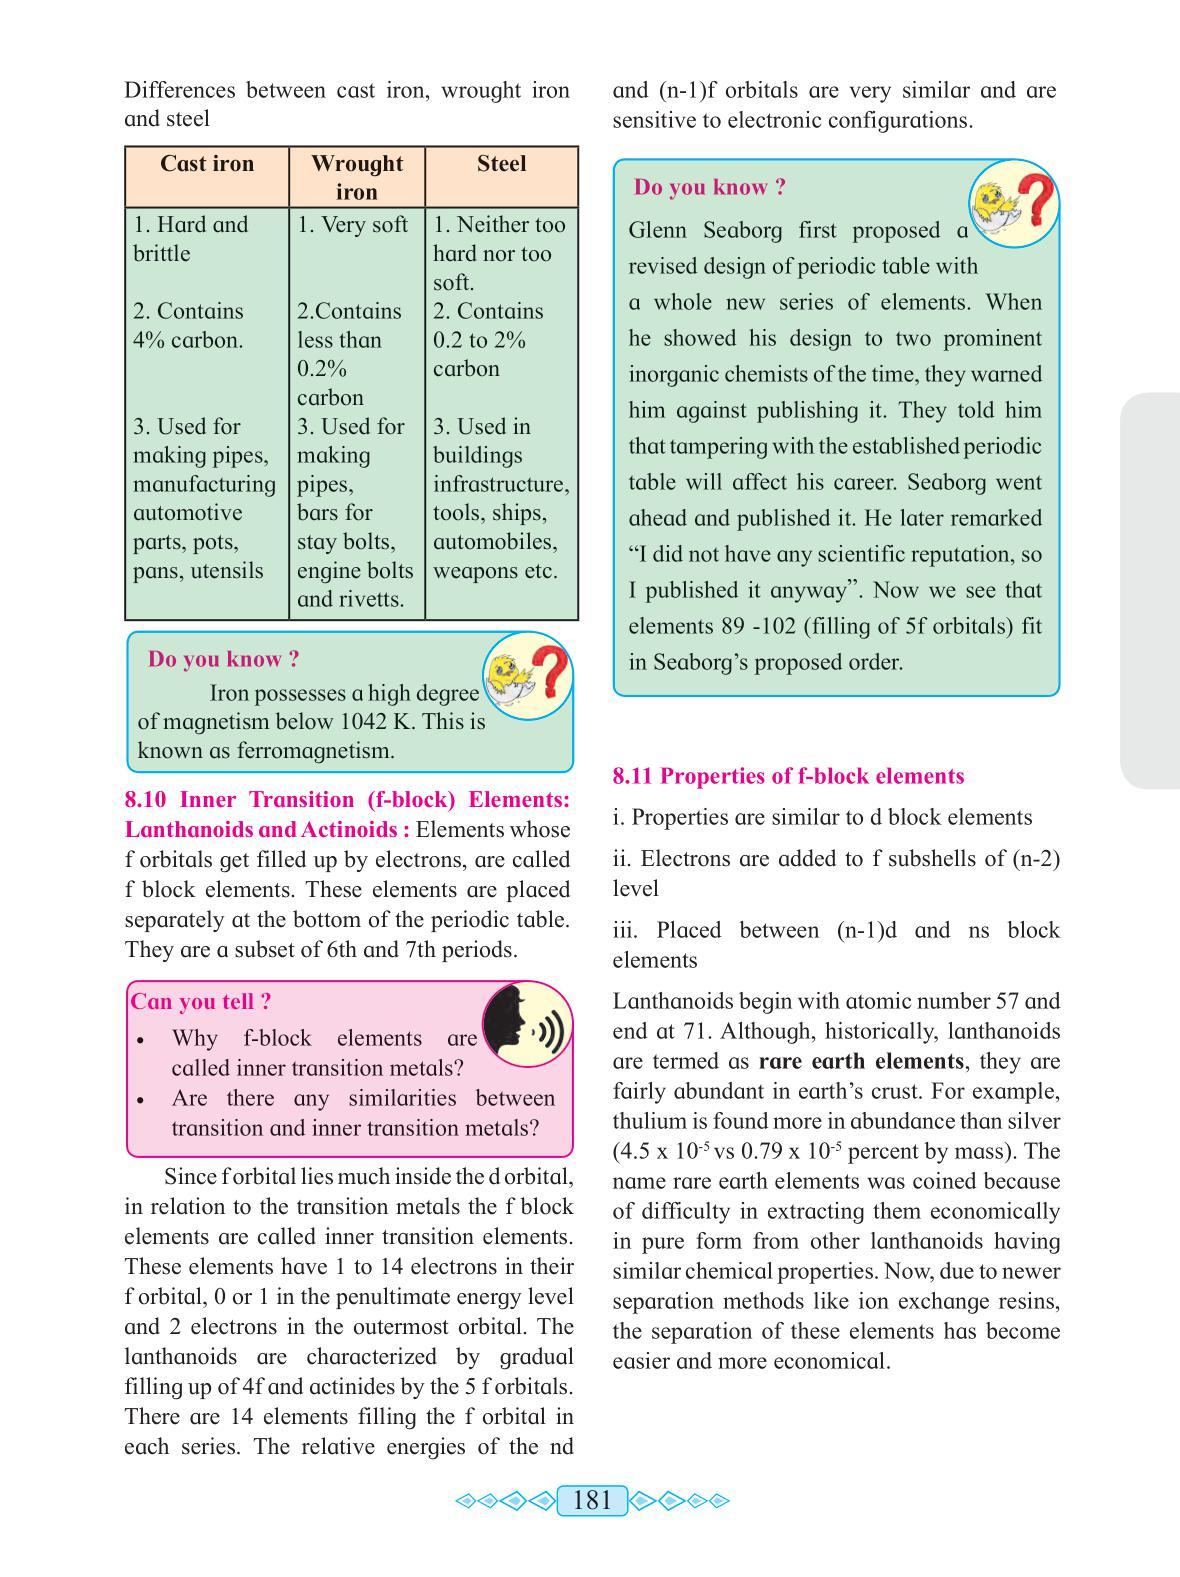 Differences between cast iron, wrought iron
and steel
Cast iron
Wrought
iron
Steel
1. Hard and
brittle
1. Very soft
1. Neither too
hard nor too
soft.
2. Contains
4% carbon.
2.Contains
less than
0.2%
carbon
2. Contains
0.2 to 2%
carbon
3. Used for
making pipes,
manufacturing
automotive
parts, pots,
pans, utensils
3. Used for
making
pipes,
bars for
stay bolts,
engine bolts
and rivetts.
3. Used in
buildings
infrastructure,
tools, ships,
automobiles,
weapons etc.
Do you know ?
Iron possesses a high degree
of magnetism below 1042 K. This is
known as ferromagnetism.
8.10 Inner Transition (f-block) Elements:
Lanthanoids and Actinoids : Elements whose
f orbitals get filled up by electrons, are called
f block elements. These elements are placed
separately at the bottom of the periodic table.
They are a subset of 6th and 7th periods.
Can you tell ?
• Why f-block elements are
called inner transition metals?
• Are there any similarities between
transition and inner transition metals?
Since f orbital lies much inside the d orbital,
in relation to the transition metals the f block
elements are called inner transition elements.
These elements have 1 to 14 electrons in their
f orbital, 0 or 1 in the penultimate energy level
and 2 electrons in the outermost orbital. The
lanthanoids are characterized by gradual
filling up of 4f and actinides by the 5 f orbitals.
There are 14 elements filling the f orbital in
each series. The relative energies of the nd
and (n-1)f orbitals are very similar and are
sensitive to electronic configurations.
Do you know ?
Glenn Seaborg first proposed a
revised design of periodic table with
a whole new series of elements. When
he showed his design to two prominent
inorganic chemists of the time, they warned
him against publishing it. They told him
that tampering with the established periodic
table will affect his career. Seaborg went
ahead and published it. He later remarked
“I did not have any scientific reputation, so
I published it anyway”. Now we see that
elements 89 -102 (filling of 5f orbitals) fit
in Seaborg’s proposed order.
8.11 Properties of f-block elements
i. Properties are similar to d block elements
ii. Electrons are added to f subshells of (n-2)
level
iii. Placed between (n-1)d and ns block
elements
Lanthanoids begin with atomic number 57 and
end at 71. Although, historically, lanthanoids
are termed as rare earth elements, they are
fairly abundant in earth’s crust. For example,
thulium is found more in abundance than silver
(4.5 x 10⁻⁵ vs 0.79 x 10⁻⁵ percent by mass). The
name rare earth elements was coined because
of difficulty in extracting them economically
in pure form from other lanthanoids having
similar chemical properties. Now, due to newer
separation methods like ion exchange resins,
the separation of these elements has become
easier and more economical.
181